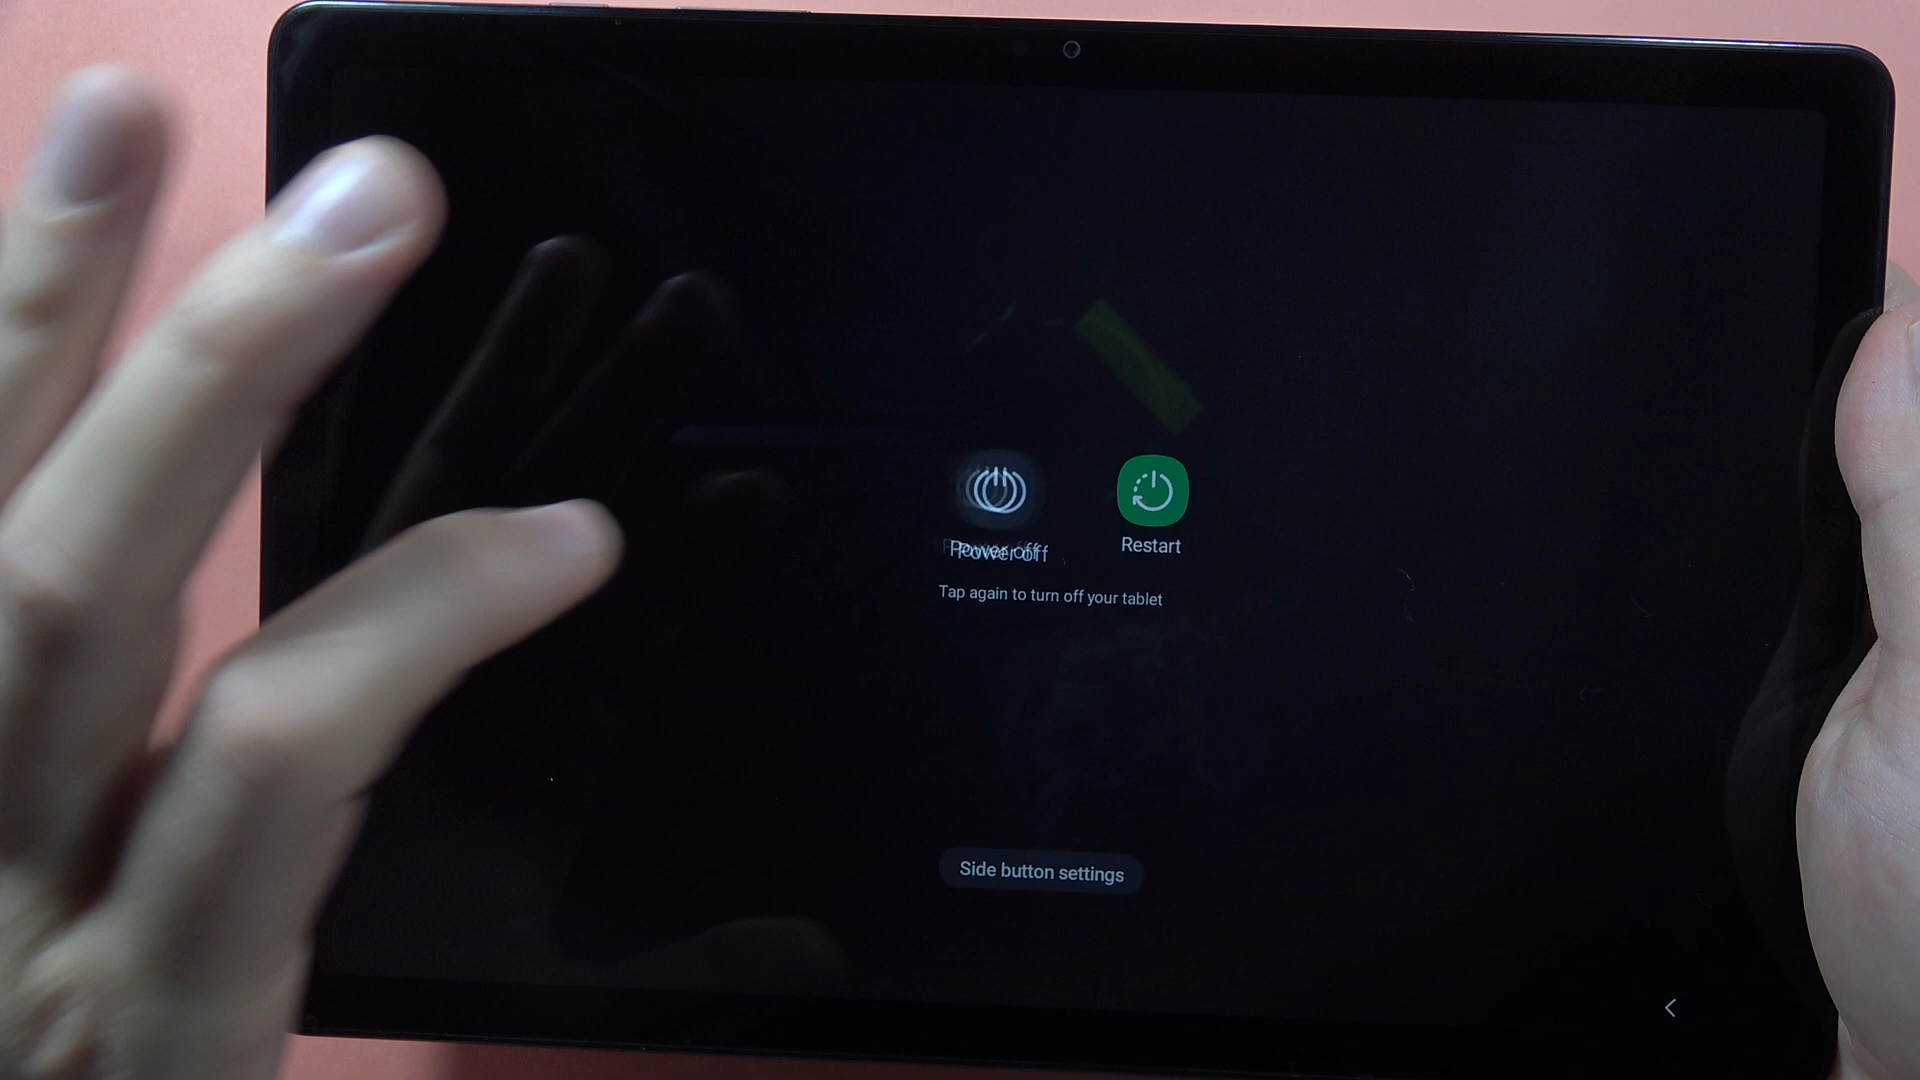 Power off
Restart
Tap again to turn off your tablet
Side button settings